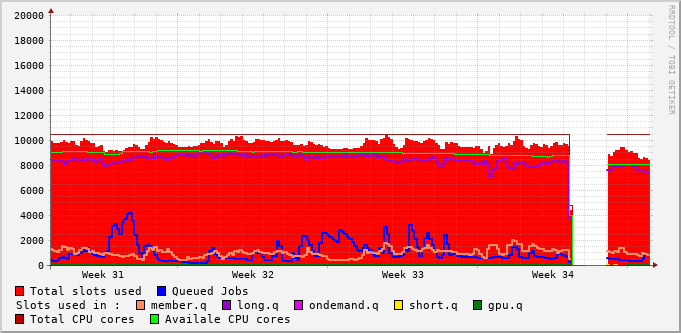 RRDTOOL / TOBI OETIKER
20000
18000
16000
14000
12000
10000
8000
6000
4000
2000
0
Week 31 Week 32 Week 33 Week 34
Total slots used Queued Jobs
Slots used in : member.q long.q ondemand.q short.q gpu.q
Total CPU cores Availale CPU cores